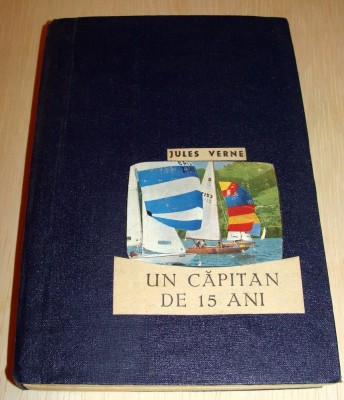 JULES VERNE
UN CĂPITAN
DE 15 ANI